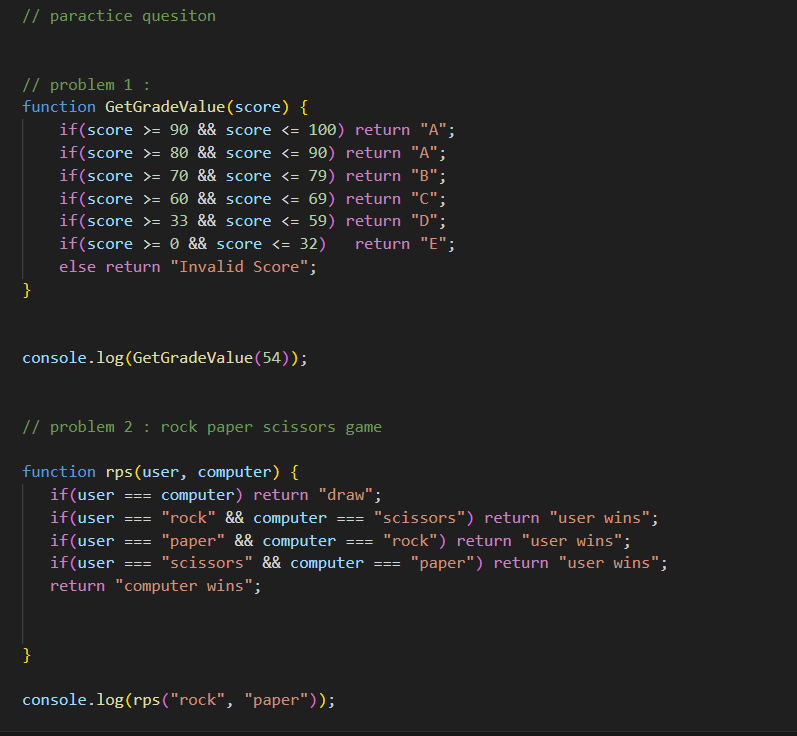 // paractice quesiton
// problem 1 :
function GetGradeValue(score) {
    if(score >= 90 && score <= 100) return "A";
    if(score >= 80 && score <= 90) return "A";
    if(score >= 70 && score <= 79) return "B";
    if(score >= 60 && score <= 69) return "C";
    if(score >= 33 && score <= 59) return "D";
    if(score >= 0 && score <= 32)   return "E";
    else return "Invalid Score";
}
console.log(GetGradeValue(54));
// problem 2 : rock paper scissors game
function rps(user, computer) {
   if(user === computer) return "draw";
   if(user === "rock" && computer === "scissors") return "user wins";
   if(user === "paper" && computer === "rock") return "user wins";
   if(user === "scissors" && computer === "paper") return "user wins";
   return "computer wins";
}
console.log(rps("rock", "paper"));